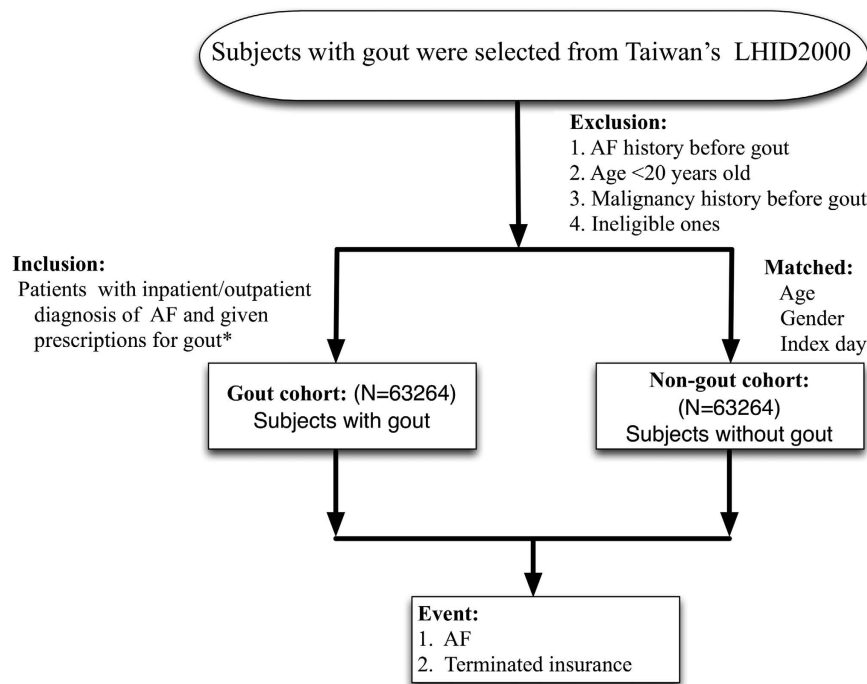 Subjects with gout were selected from Taiwan's LHID2000
Exclusion:
1. AF history before gout
2. Age <20 years old
3. Malignancy history before gout
4. Ineligible ones
Inclusion:
Patients with inpatient/outpatient
diagnosis of AF and given
prescriptions for gout*
Matched:
Age
Gender
Index day
Gout cohort: (N=63264)
Subjects with gout
Non-gout cohort:
(N=63264)
Subjects without gout
Event:
1. AF
2. Terminated insurance